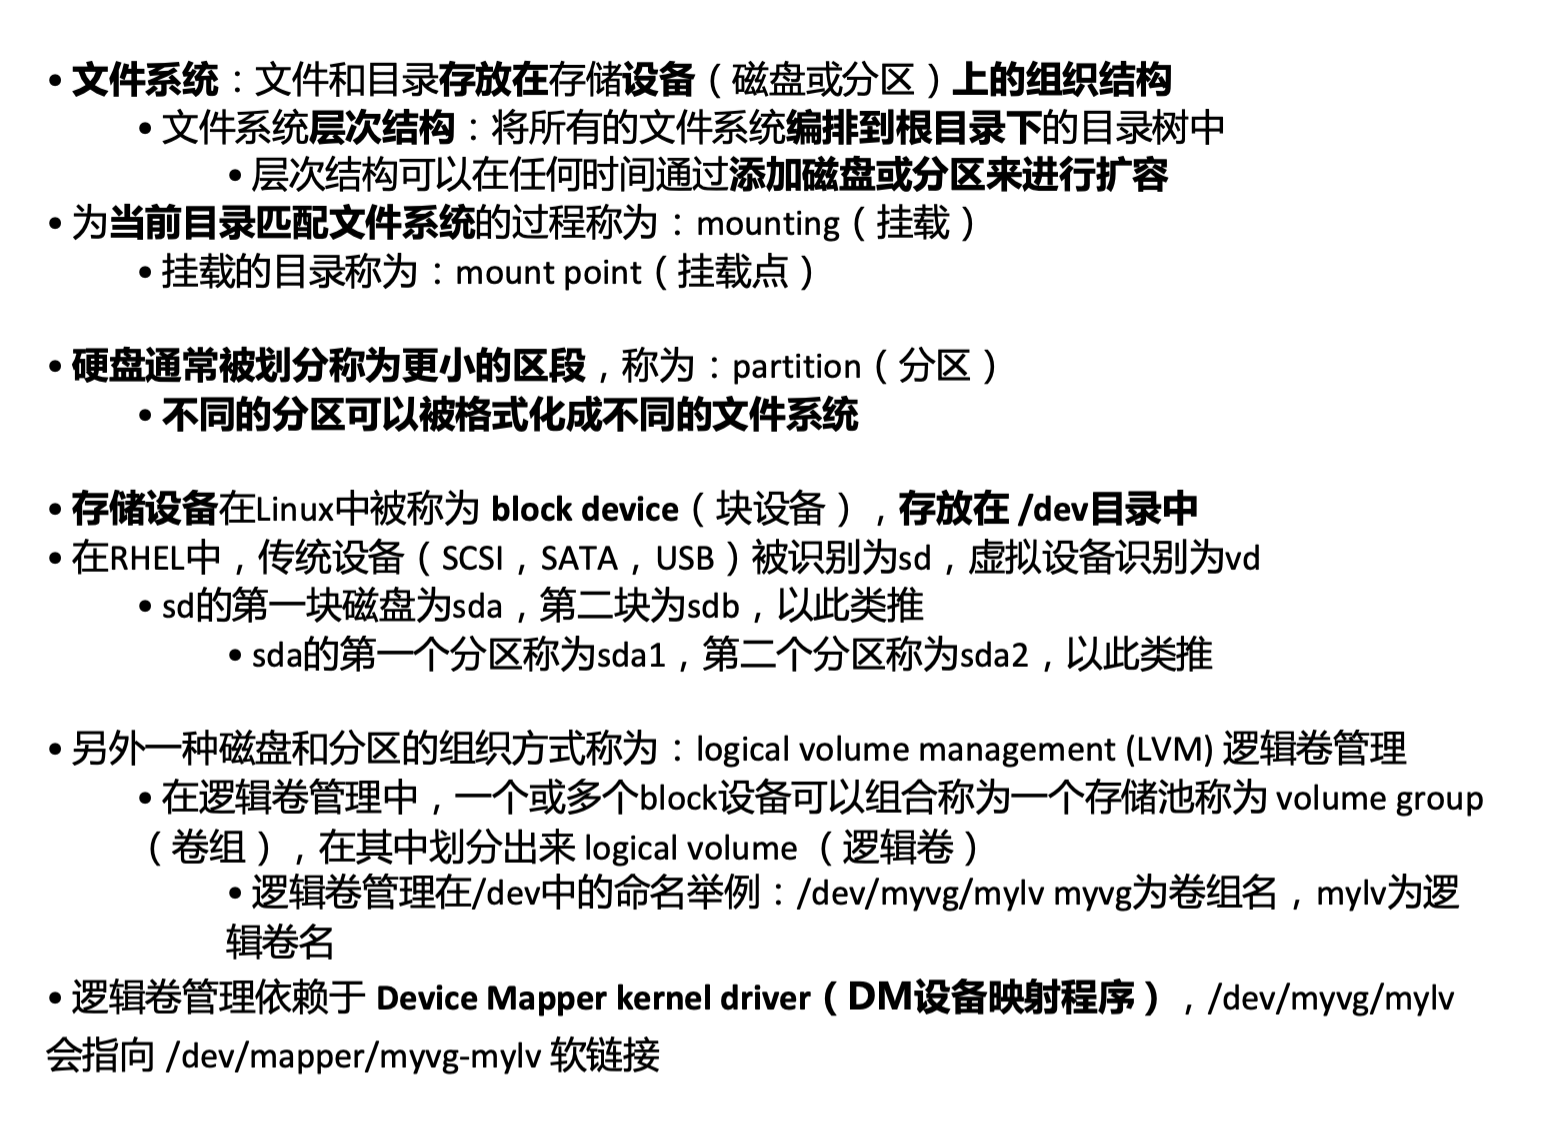 • 文件系统：文件和目录存放在存储设备（磁盘或分区）上的组织结构
• 文件系统层次结构：将所有的文件系统编排到根目录下的目录树中
• 层次结构可以在任何时间通过添加磁盘或分区来进行扩容
• 为当前目录匹配文件系统的过程称为：mounting（挂载）
• 挂载的目录称为：mount point（挂载点）
• 硬盘通常被划分称为更小的区段，称为：partition（分区）
• 不同的分区可以被格式化成不同的文件系统
• 存储设备在Linux中被称为 block device（块设备），存放在 /dev目录中
• 在RHEL中，传统设备（SCSI，SATA，USB）被识别为sd，虚拟设备识别为vd
• sd的第一块磁盘为sda，第二块为sdb，以此类推
• sda的第一个分区称为sda1，第二个分区称为sda2，以此类推
• 另外一种磁盘和分区的组织方式称为：logical volume management (LVM) 逻辑卷管理
• 在逻辑卷管理中，一个或多个block设备可以组合称为一个存储池称为 volume group
（卷组），在其中划分出来 logical volume （逻辑卷）
• 逻辑卷管理在/dev中的命名举例：/dev/myvg/mylv myvg为卷组名，mylv为逻
辑卷名
• 逻辑卷管理依赖于 Device Mapper kernel driver（DM设备映射程序），/dev/myvg/mylv
会指向 /dev/mapper/myvg-mylv 软链接